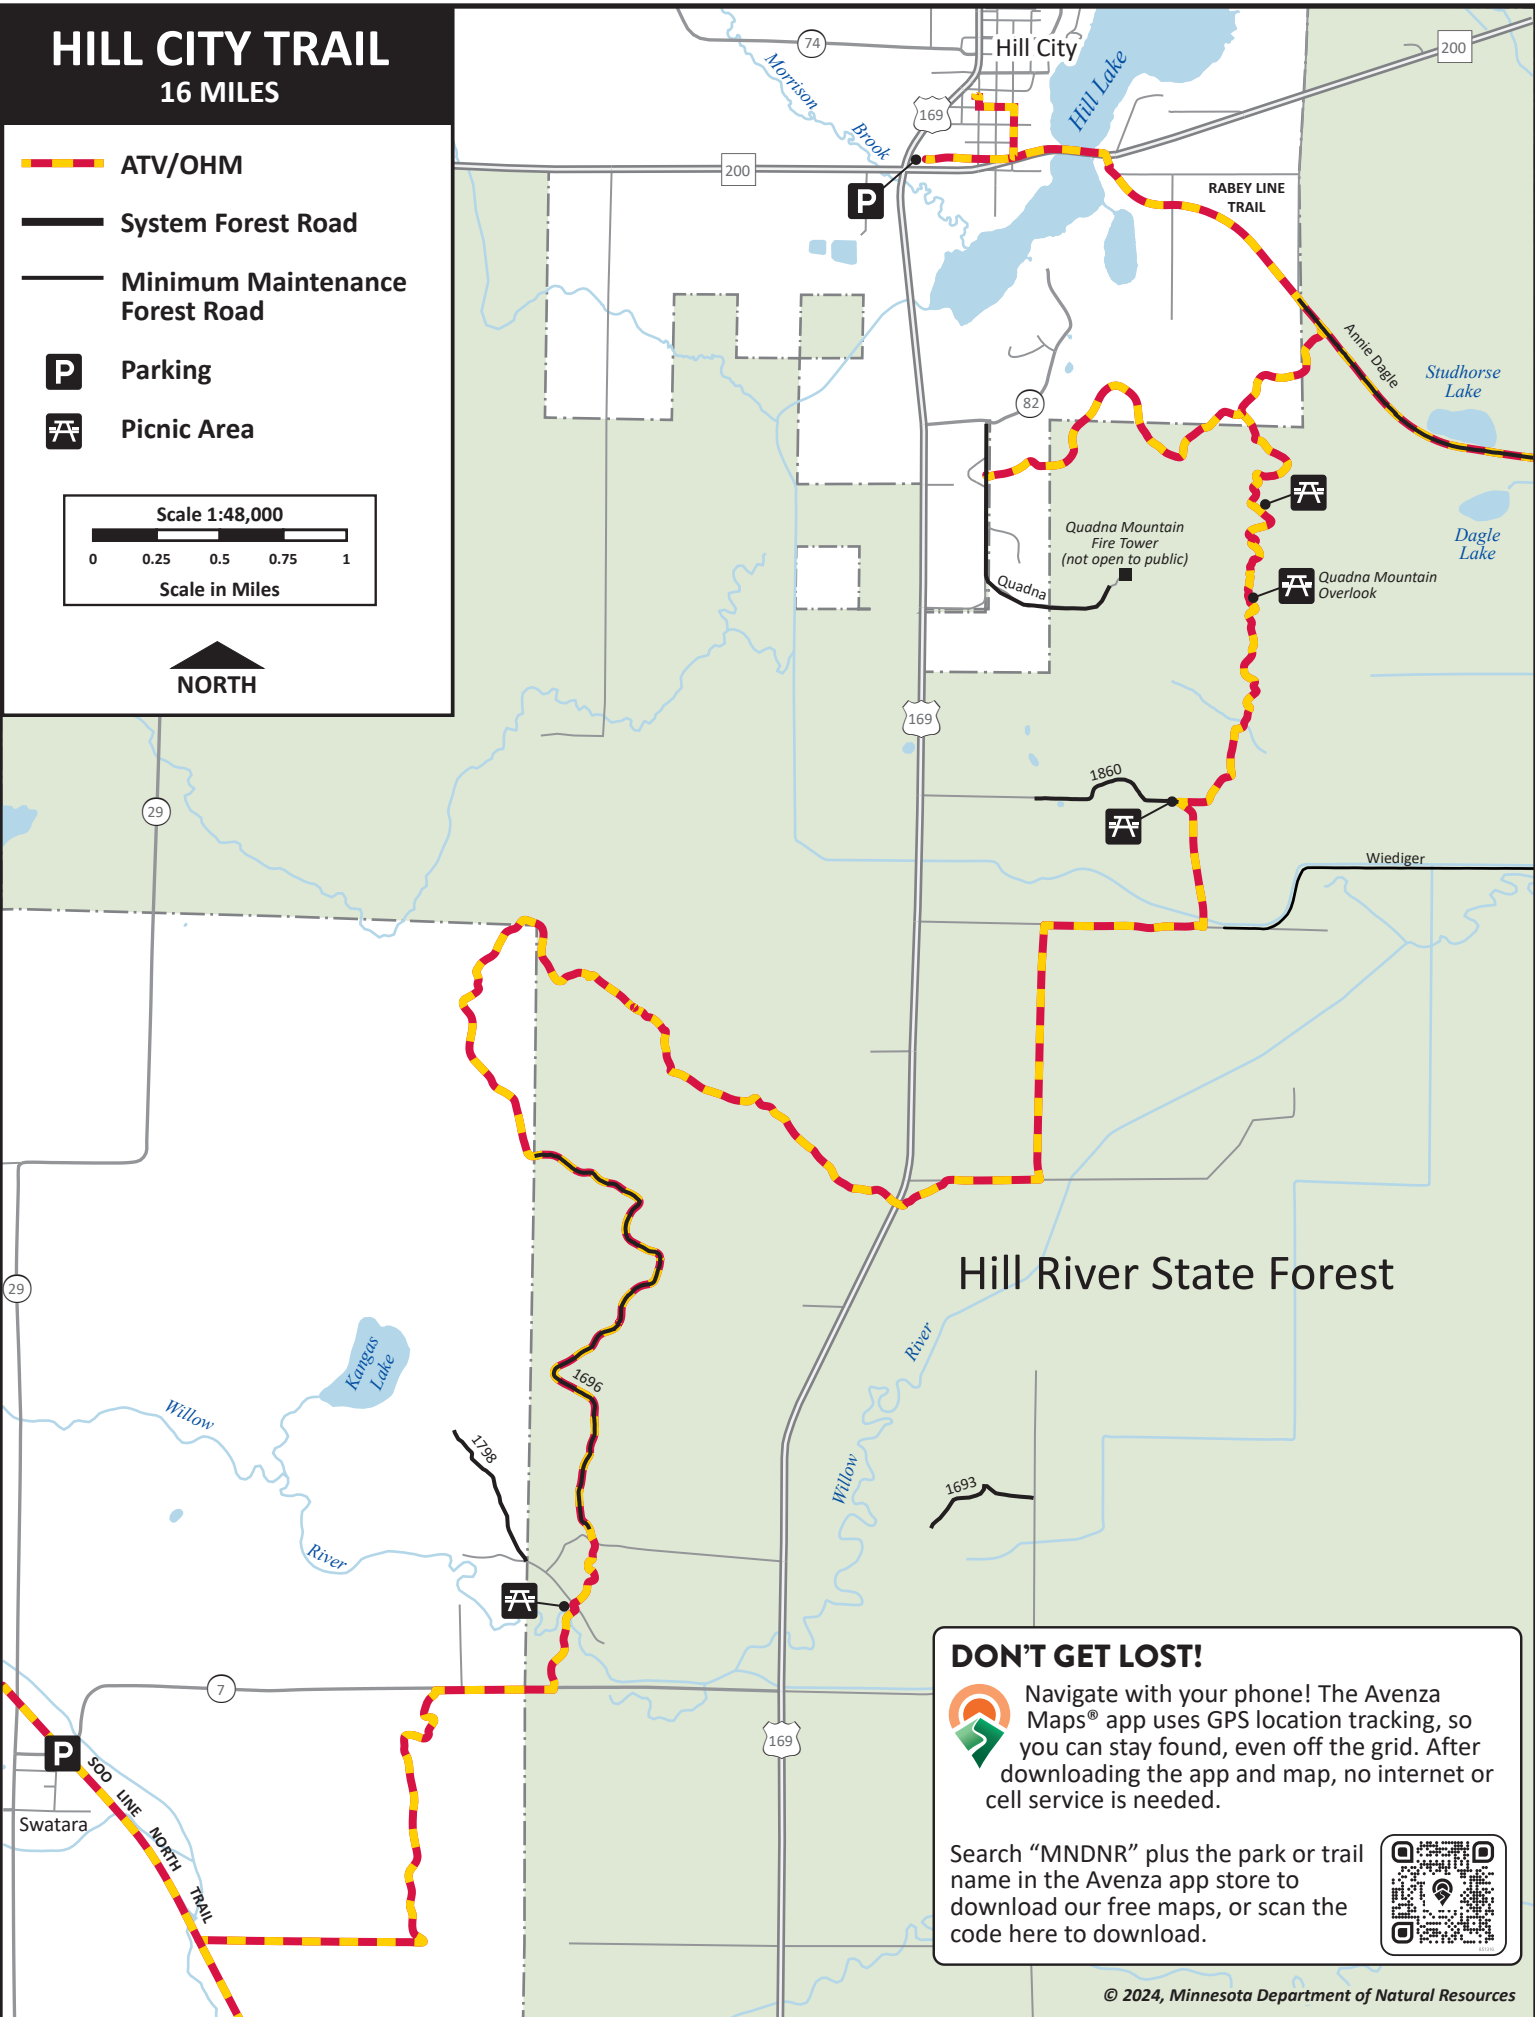 HILL CITY TRAIL
16 MILES
ATV/OHM
System Forest Road
Minimum Maintenance
Forest Road
P
Parking
Picnic Area
Scale 1:48,000
0 0.25 0.5 0.75 1
Scale in Miles
NORTH
74
Hill City
200
Morrison
Brook
169
Hill Lake
200
P
RABEY LINE
TRAIL
Annie Dagle
Studhorse
Lake
82
Quadna Mountain
Fire Tower
(not open to public)
Dagle
Lake
Quadna
Quadna Mountain
Overlook
169
1860
29
Wiediger
Hill River State Forest
29
Kangas
Lake
River
1696
Willow
1798
Willow
1693
River
7
169
P
SOO LINE NORTH TRAIL
Swatara
DON'T GET LOST!
Navigate with your phone! The Avenza
Maps® app uses GPS location tracking, so
you can stay found, even off the grid. After
downloading the app and map, no internet or
cell service is needed.
Search “MNDNR” plus the park or trail
name in the Avenza app store to
download our free maps, or scan the
code here to download.
© 2024, Minnesota Department of Natural Resources